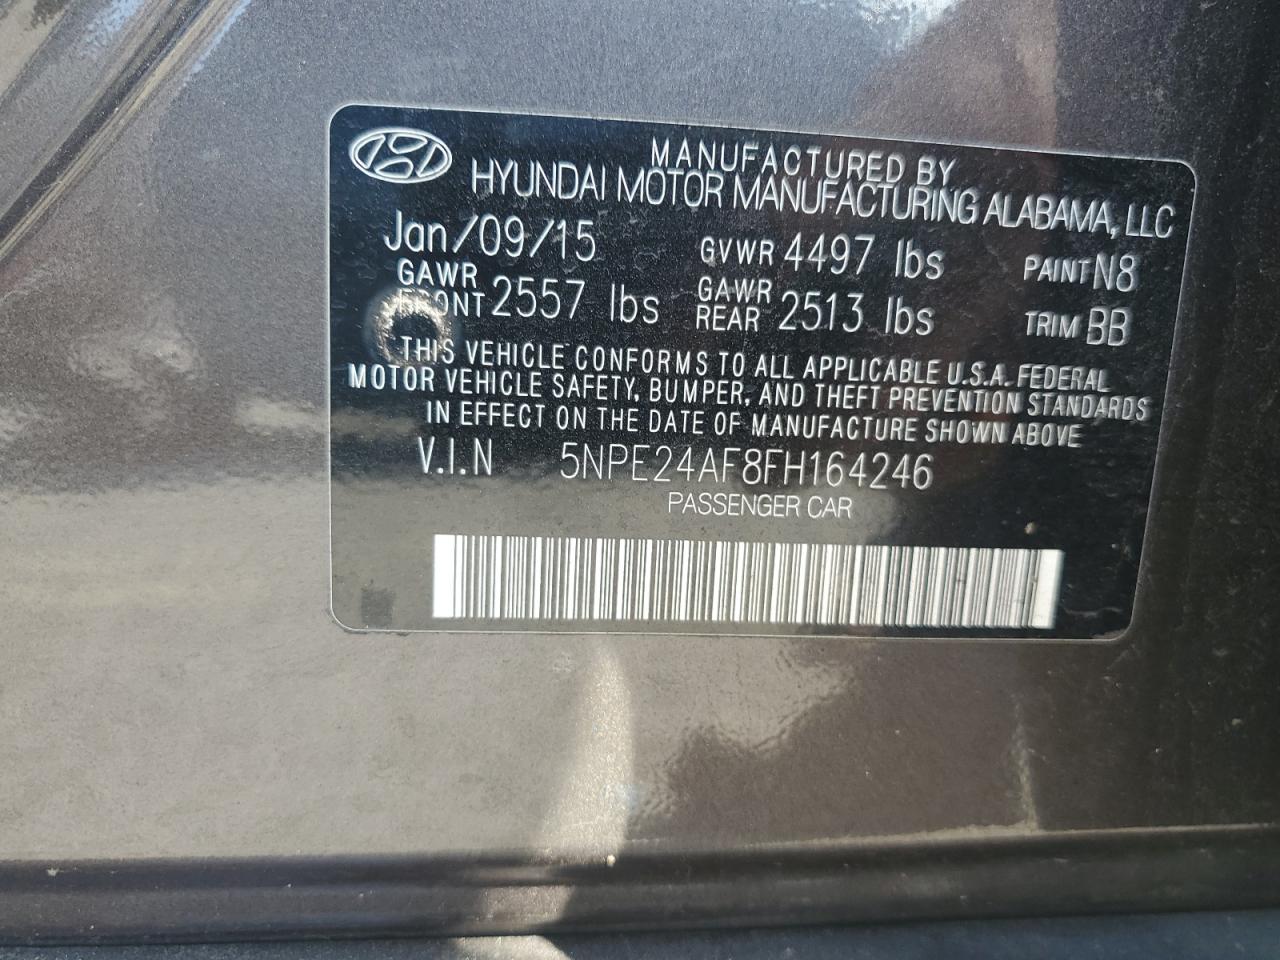 MANUFACTURED BY
HYUNDAI MOTOR MANUFACTURING ALABAMA, LLC
Jan/09/15 GVWR 4497 lbs PAINT N8
GAWR FRONT 2557 lbs GAWR REAR 2513 lbs TRIM BB
THIS VEHICLE CONFORMS TO ALL APPLICABLE U.S.A. FEDERAL
MOTOR VEHICLE SAFETY, BUMPER, AND THEFT PREVENTION STANDARDS
IN EFFECT ON THE DATE OF MANUFACTURE SHOWN ABOVE
V.I.N 5NPE24AF8FH164246
PASSENGER CAR